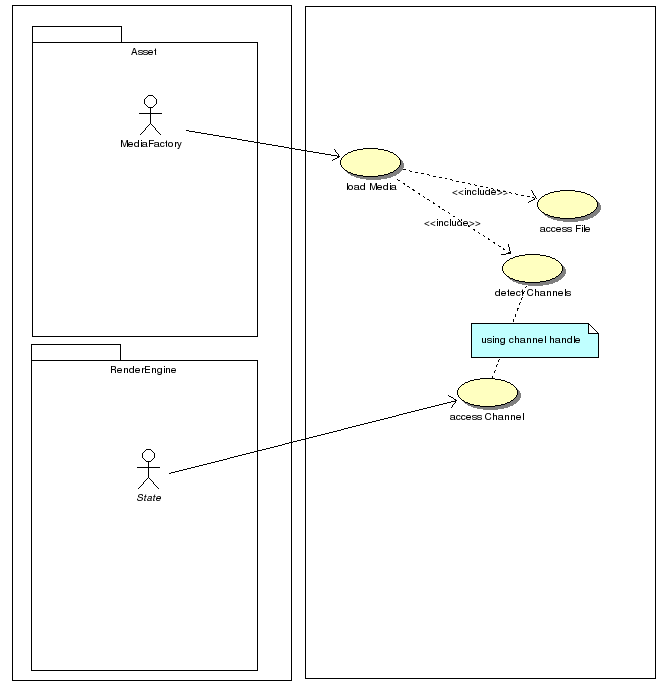 Asset
MediaFactory
load Media
<<include>>
access File
<<include>>
detect Channels
using channel handle
RenderEngine
access Channel
State